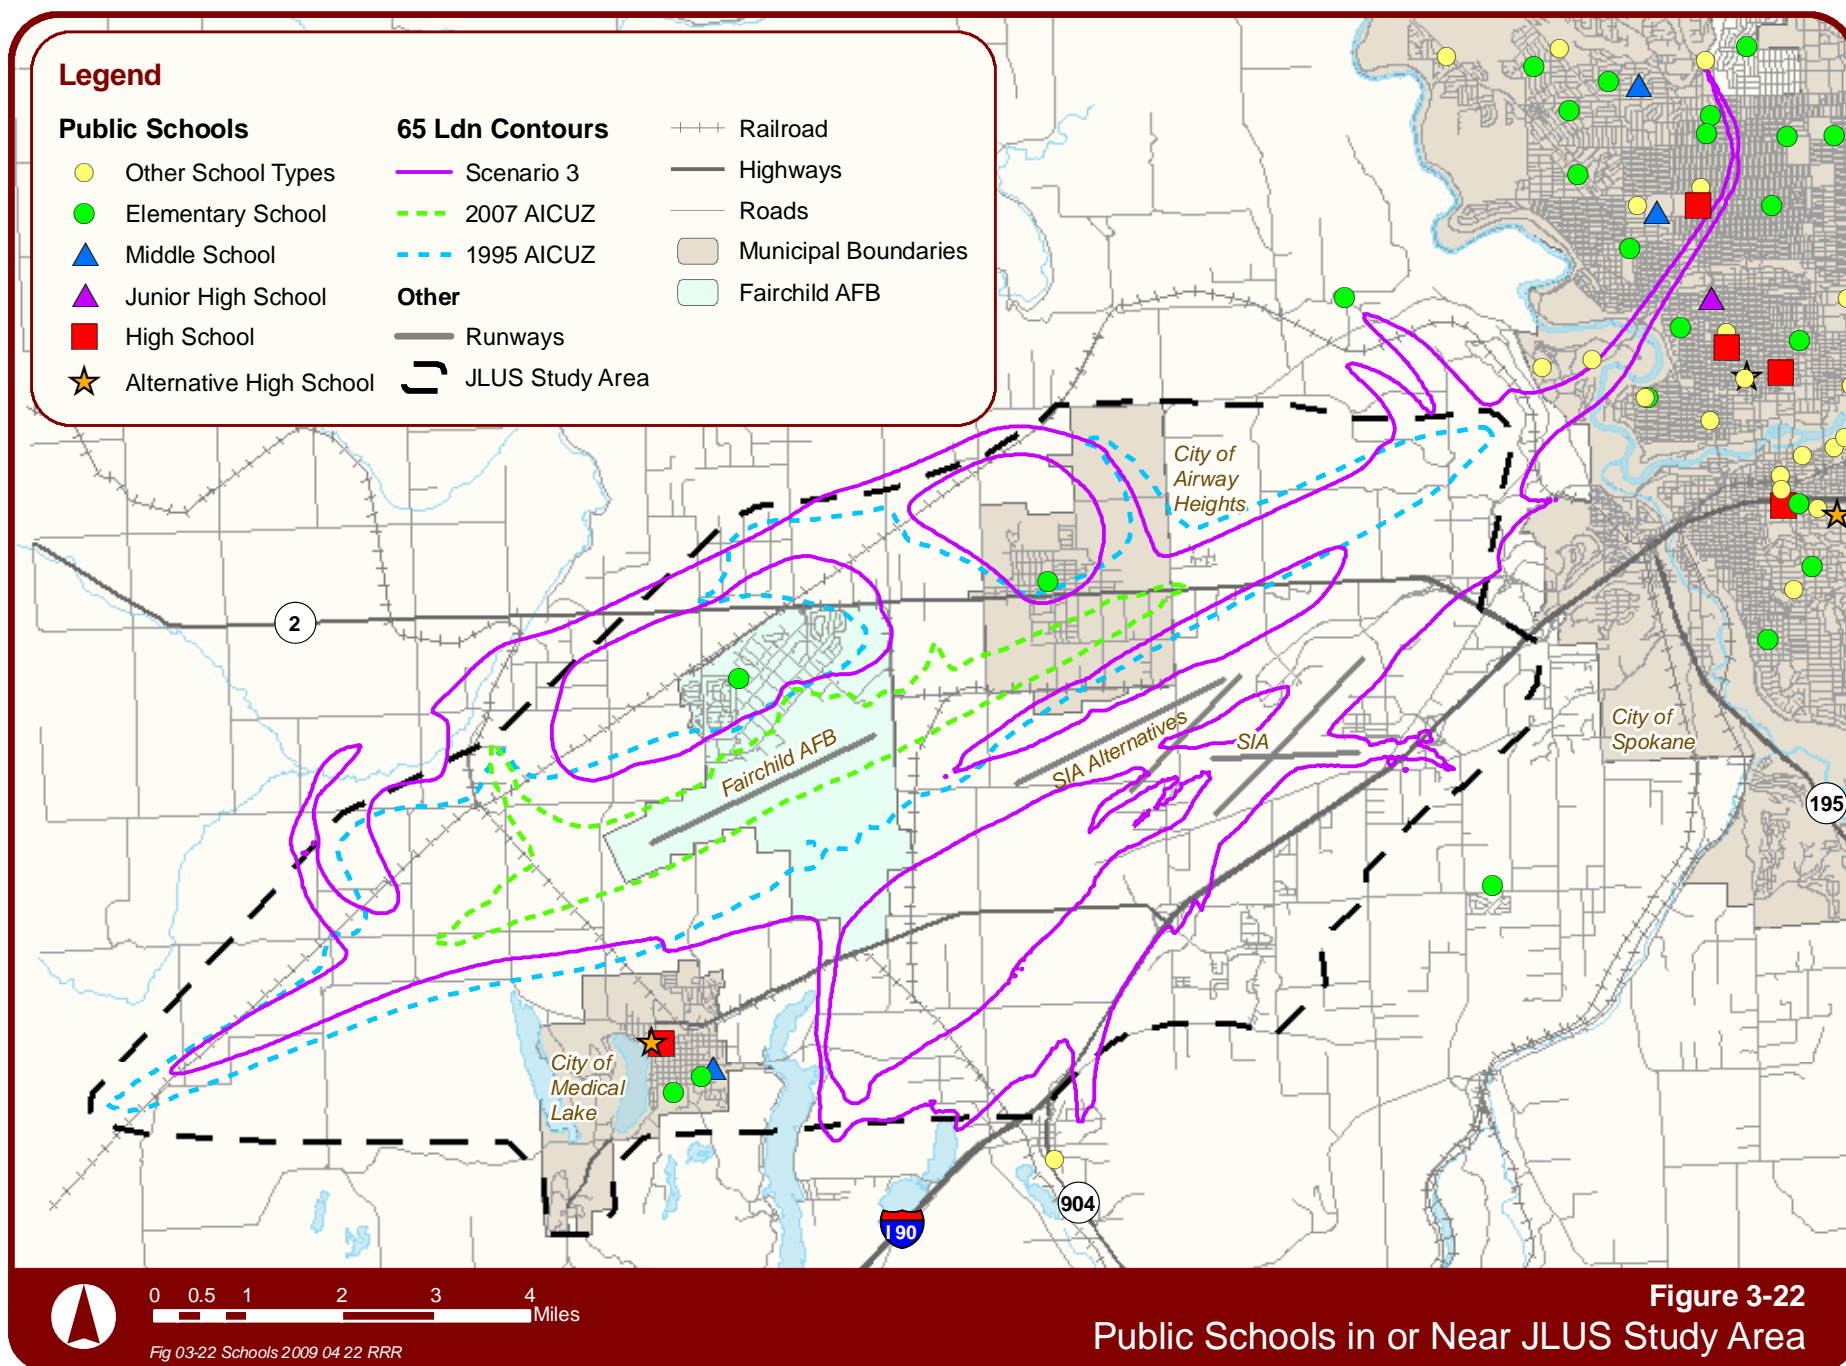 Legend
Public Schools
Other School Types
Elementary School
Middle School
Junior High School
High School
Alternative High School
65 Ldn Contours
Scenario 3
2007 AICUZ
1995 AICUZ
Other
Runways
JLUS Study Area
Railroad
Highways
Roads
Municipal Boundaries
Fairchild AFB
City of
Airway
Heights
2
Fairchild AFB
SIA Alternatives
SIA
City of
Spokane
195
City of
Medical
Lake
904
I 90
0 0.5 1 2 3 4
Miles
Fig 03-22 Schools 2009 04 22 RRR
Figure 3-22
Public Schools in or Near JLUS Study Area